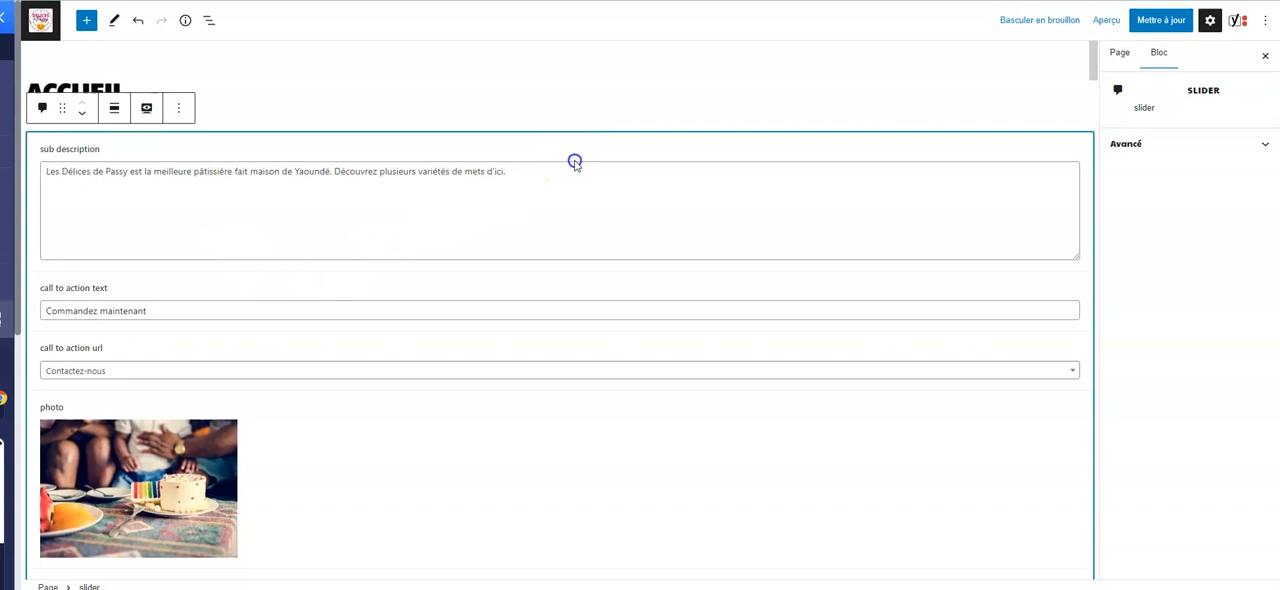 Basculer en brouillon Aperçu Mettre à jour
Page Bloc
ACCUEIL
SLIDER
slider
Avancé
sub description
Les Délices de Passy est la meilleure pâtissière fait maison de Yaoundé. Découvrez plusieurs variétés de mets d'ici.
call to action text
Commandez maintenant
call to action url
Contactez-nous
photo
Page > slider